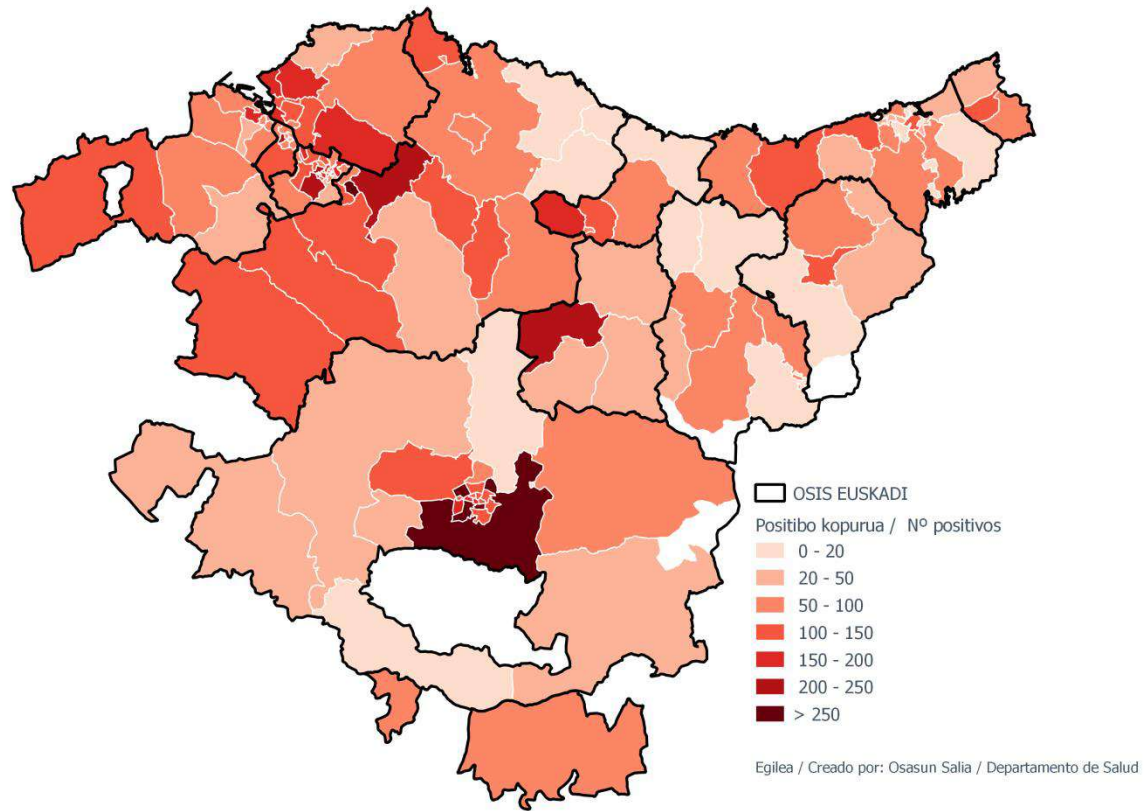 OSIS EUSKADI
Positibo kopurua / Nº positivos
0 - 20
20 - 50
50 - 100
100 - 150
150 - 200
200 - 250
> 250
Egilea / Creado por: Osasun Salia / Departamento de Salud